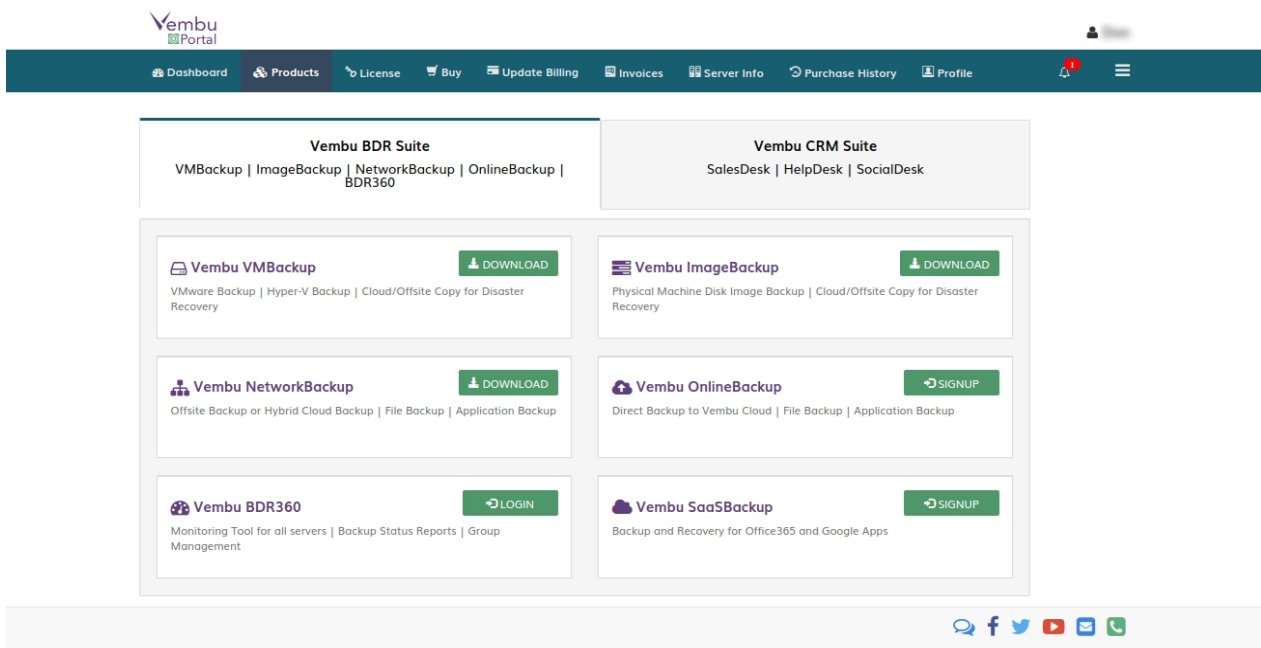 Vembu
Portal
Dashboard Products License Buy Update Billing Invoices Server Info Purchase History Profile 1
Vembu BDR Suite
VMBackup | ImageBackup | NetworkBackup | OnlineBackup |
BDR360
Vembu CRM Suite
SalesDesk | HelpDesk | SocialDesk
Vembu VMBackup
DOWNLOAD
VMware Backup | Hyper-V Backup | Cloud/Offsite Copy for Disaster
Recovery
Vembu ImageBackup
DOWNLOAD
Physical Machine Disk Image Backup | Cloud/Offsite Copy for Disaster
Recovery
Vembu NetworkBackup
DOWNLOAD
Offsite Backup or Hybrid Cloud Backup | File Backup | Application Backup
Vembu OnlineBackup
SIGNUP
Direct Backup to Vembu Cloud | File Backup | Application Backup
Vembu BDR360
LOGIN
Monitoring Tool for all servers | Backup Status Reports | Group
Management
Vembu SaaSBackup
SIGNUP
Backup and Recovery for Office365 and Google Apps